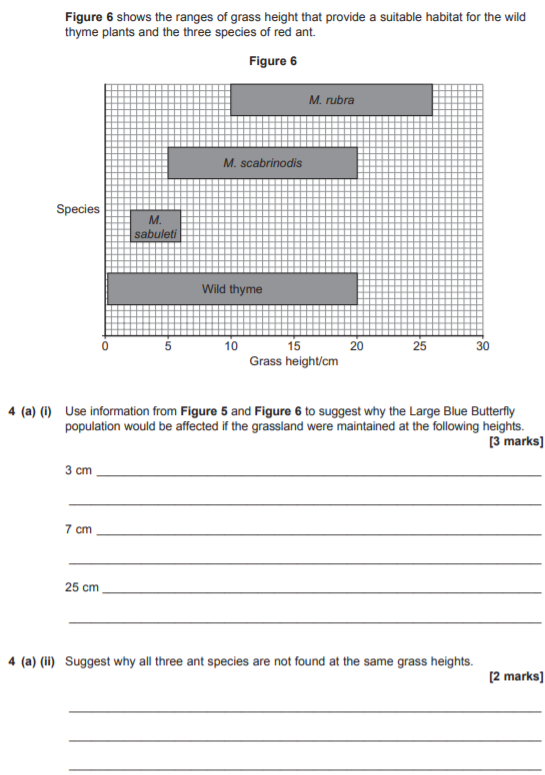 Figure 6 shows the ranges of grass height that provide a suitable habitat for the wild
thyme plants and the three species of red ant.
Figure 6
M. rubra
M. scabrinodis
Species
M.
sabuleti
Wild thyme
0 5 10 15 20 25 30
Grass height/cm
4 (a) (i) Use information from Figure 5 and Figure 6 to suggest why the Large Blue Butterfly
population would be affected if the grassland were maintained at the following heights.
[3 marks]
3 cm
7 cm
25 cm
4 (a) (ii) Suggest why all three ant species are not found at the same grass heights.
[2 marks]